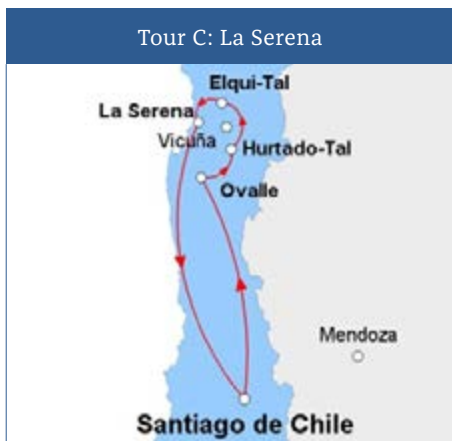 Tour C: La Serena
Elqui-Tal
La Serena
Vicuña
Hurtado-Tal
Ovalle
Mendoza
Santiago de Chile